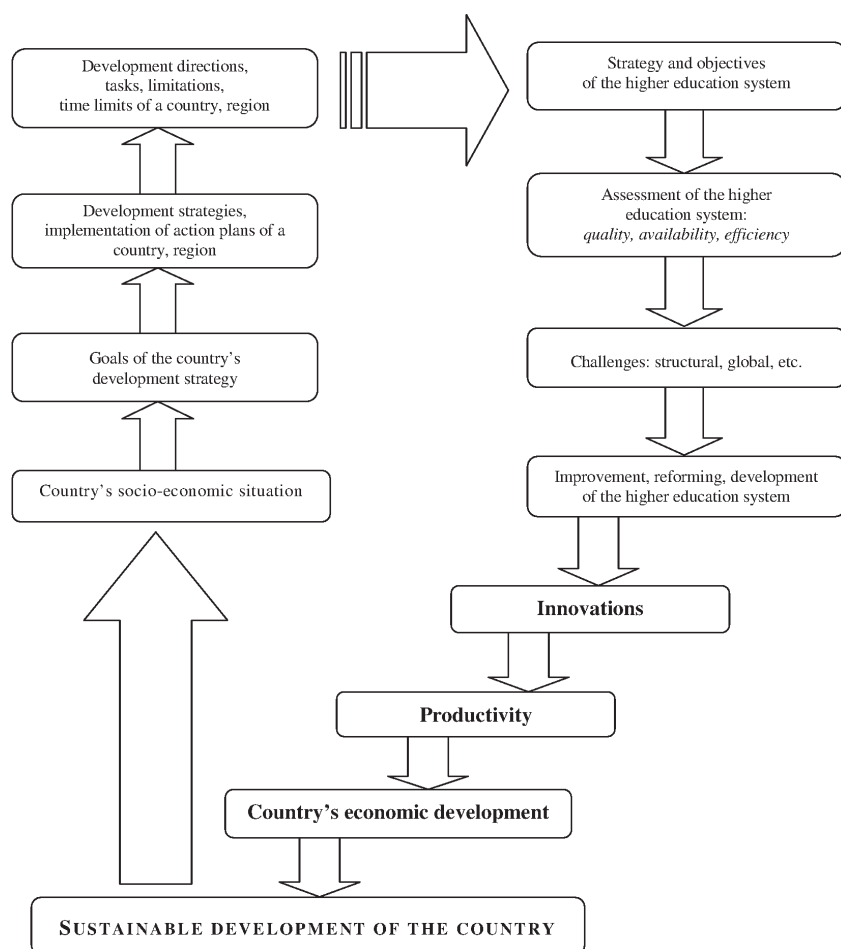 Development directions,
tasks, limitations,
time limits of a country, region
Development strategies,
implementation of action plans of a
country, region
Goals of the country's
development strategy
Country's socio-economic situation
Strategy and objectives
of the higher education system
Assessment of the higher
education system:
quality, availability, efficiency
Challenges: structural, global, etc.
Improvement, reforming, development
of the higher education system
Innovations
Productivity
Country's economic development
SUSTAINABLE DEVELOPMENT OF THE COUNTRY